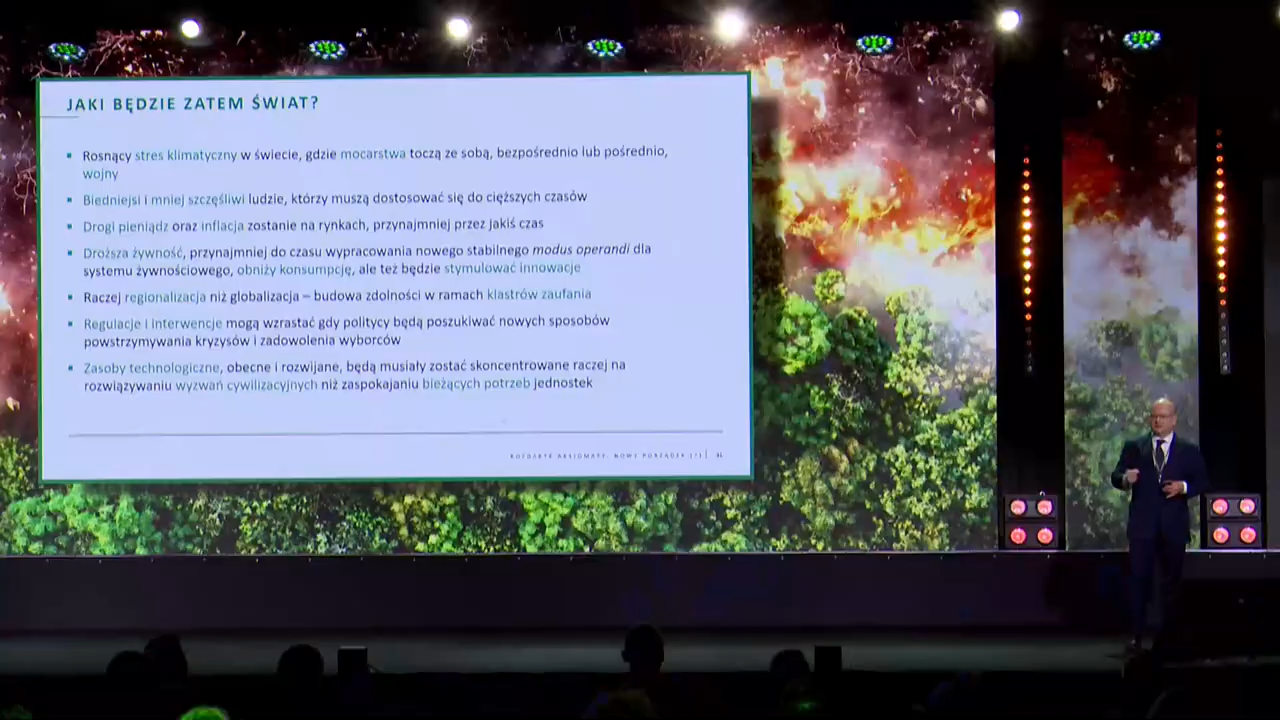 JAKI BĘDZIE ZATEM ŚWIAT?
▪ Rosnący stres klimatyczny w świecie, gdzie mocarstwa toczą ze sobą, bezpośrednio lub pośrednio,
wojny
▪ Biedniejsi i mniej szczęśliwi ludzie, którzy muszą dostosować się do cięższych czasów
▪ Drogi pieniądz oraz inflacja zostanie na rynkach, przynajmniej przez jakiś czas
▪ Droższa żywność, przynajmniej do czasu wypracowania nowego stabilnego modus operandi dla
systemu żywnościowego, obniży konsumpcję, ale też będzie stymulować innowacje
▪ Raczej regionalizacja niż globalizacja – budowa zdolności w ramach klastrów zaufania
▪ Regulacje i interwencje mogą wzrastać gdy politycy będą poszukiwać nowych sposobów
powstrzymywania kryzysów i zadowolenia wyborców
▪ Zasoby technologiczne, obecne i rozwijane, będą musiały zostać skoncentrowane raczej na
rozwiązywaniu wyzwań cywilizacyjnych niż zaspokajaniu bieżących potrzeb jednostek